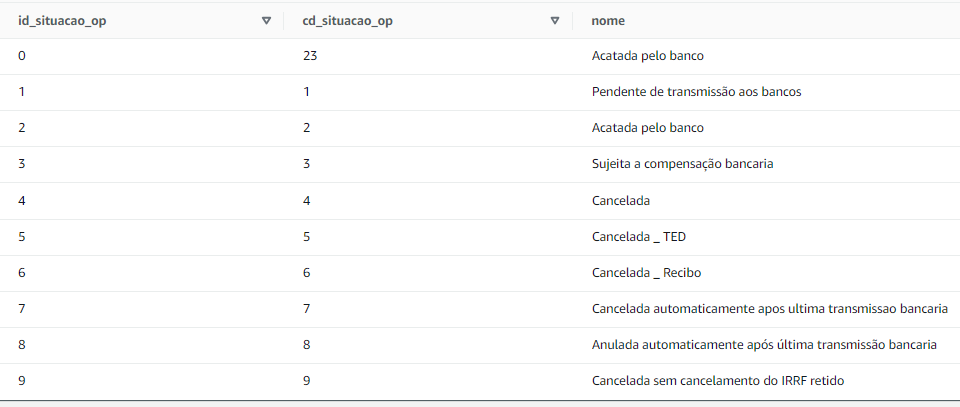 id_situacao_op cd_situacao_op nome
0 23 Acatada pelo banco
1 1 Pendente de transmissão aos bancos
2 2 Acatada pelo banco
3 3 Sujeita a compensação bancaria
4 4 Cancelada
5 5 Cancelada _ TED
6 6 Cancelada _ Recibo
7 7 Cancelada automaticamente apos ultima transmissao bancaria
8 8 Anulada automaticamente após última transmissão bancaria
9 9 Cancelada sem cancelamento do IRRF retido